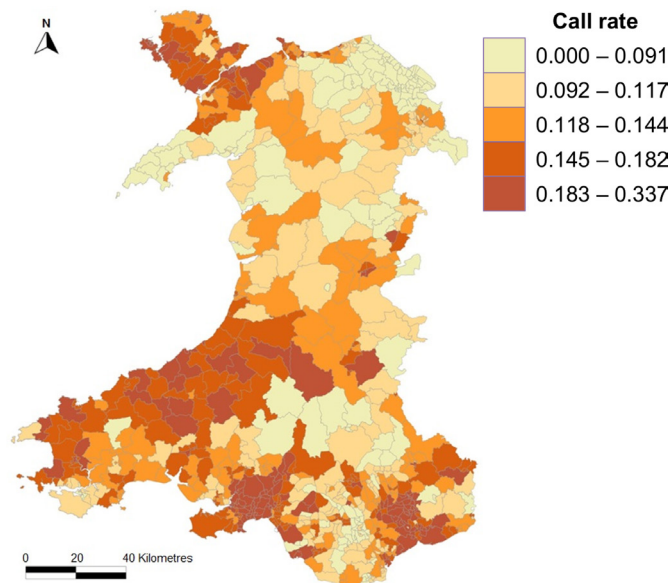 N
Call rate
0.000 – 0.091
0.092 – 0.117
0.118 – 0.144
0.145 – 0.182
0.183 – 0.337
0 20 40 Kilometres